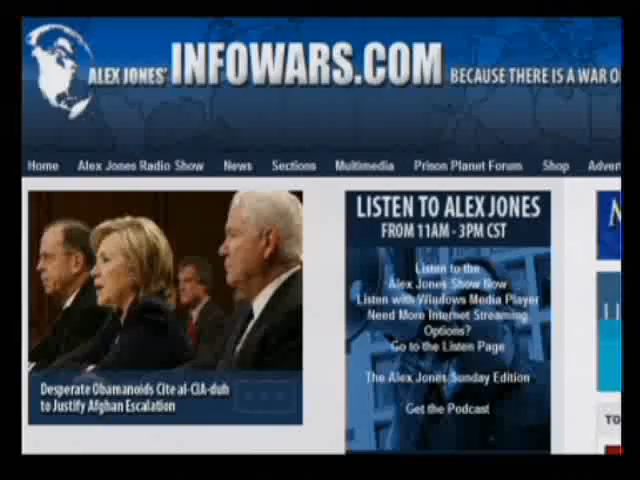 ALEX JONES' INFOWARS.COM BECAUSE THERE IS A WAR O
Home Alex Jones Radio Show News Sections Multimedia Prison Planet Forum Shop Adver
Desperate Obamanoids Cite al-CIA-duh
to Justify Afghan Escalation
LISTEN TO ALEX JONES
FROM 11AM - 3PM CST
Listen to the
Alex Jones Show Now
Listen with Windows Media Player
Need More Internet Streaming
Options?
Go to the Listen Page
The Alex Jones Sunday Edition
Get the Podcast
TO